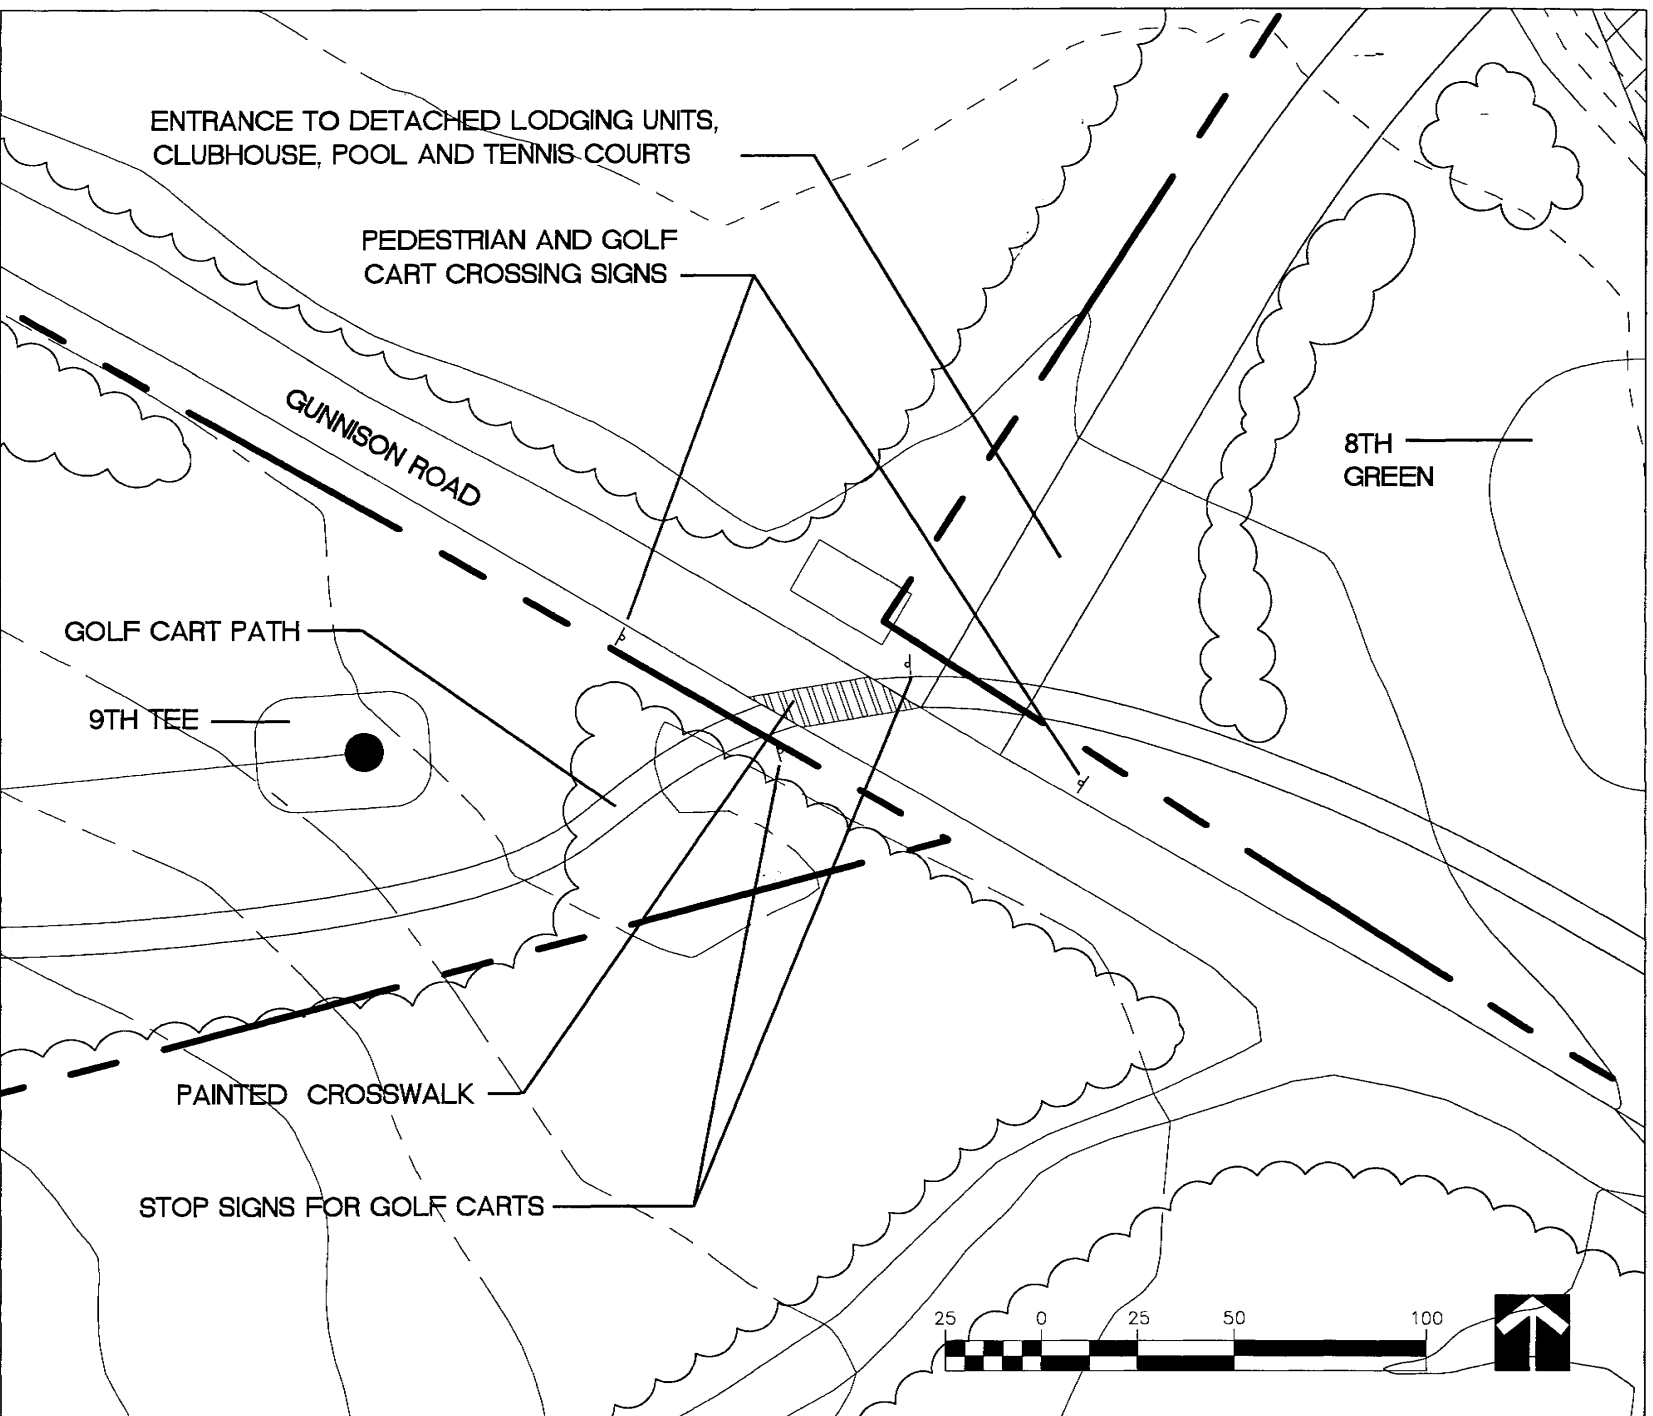 ENTRANCE TO DETACHED LODGING UNITS,
CLUBHOUSE, POOL AND TENNIS COURTS
PEDESTRIAN AND GOLF
CART CROSSING SIGNS
GUNNISON ROAD
8TH
GREEN
GOLF CART PATH
9TH TEE
PAINTED CROSSWALK
STOP SIGNS FOR GOLF CARTS
25 0 25 50 100